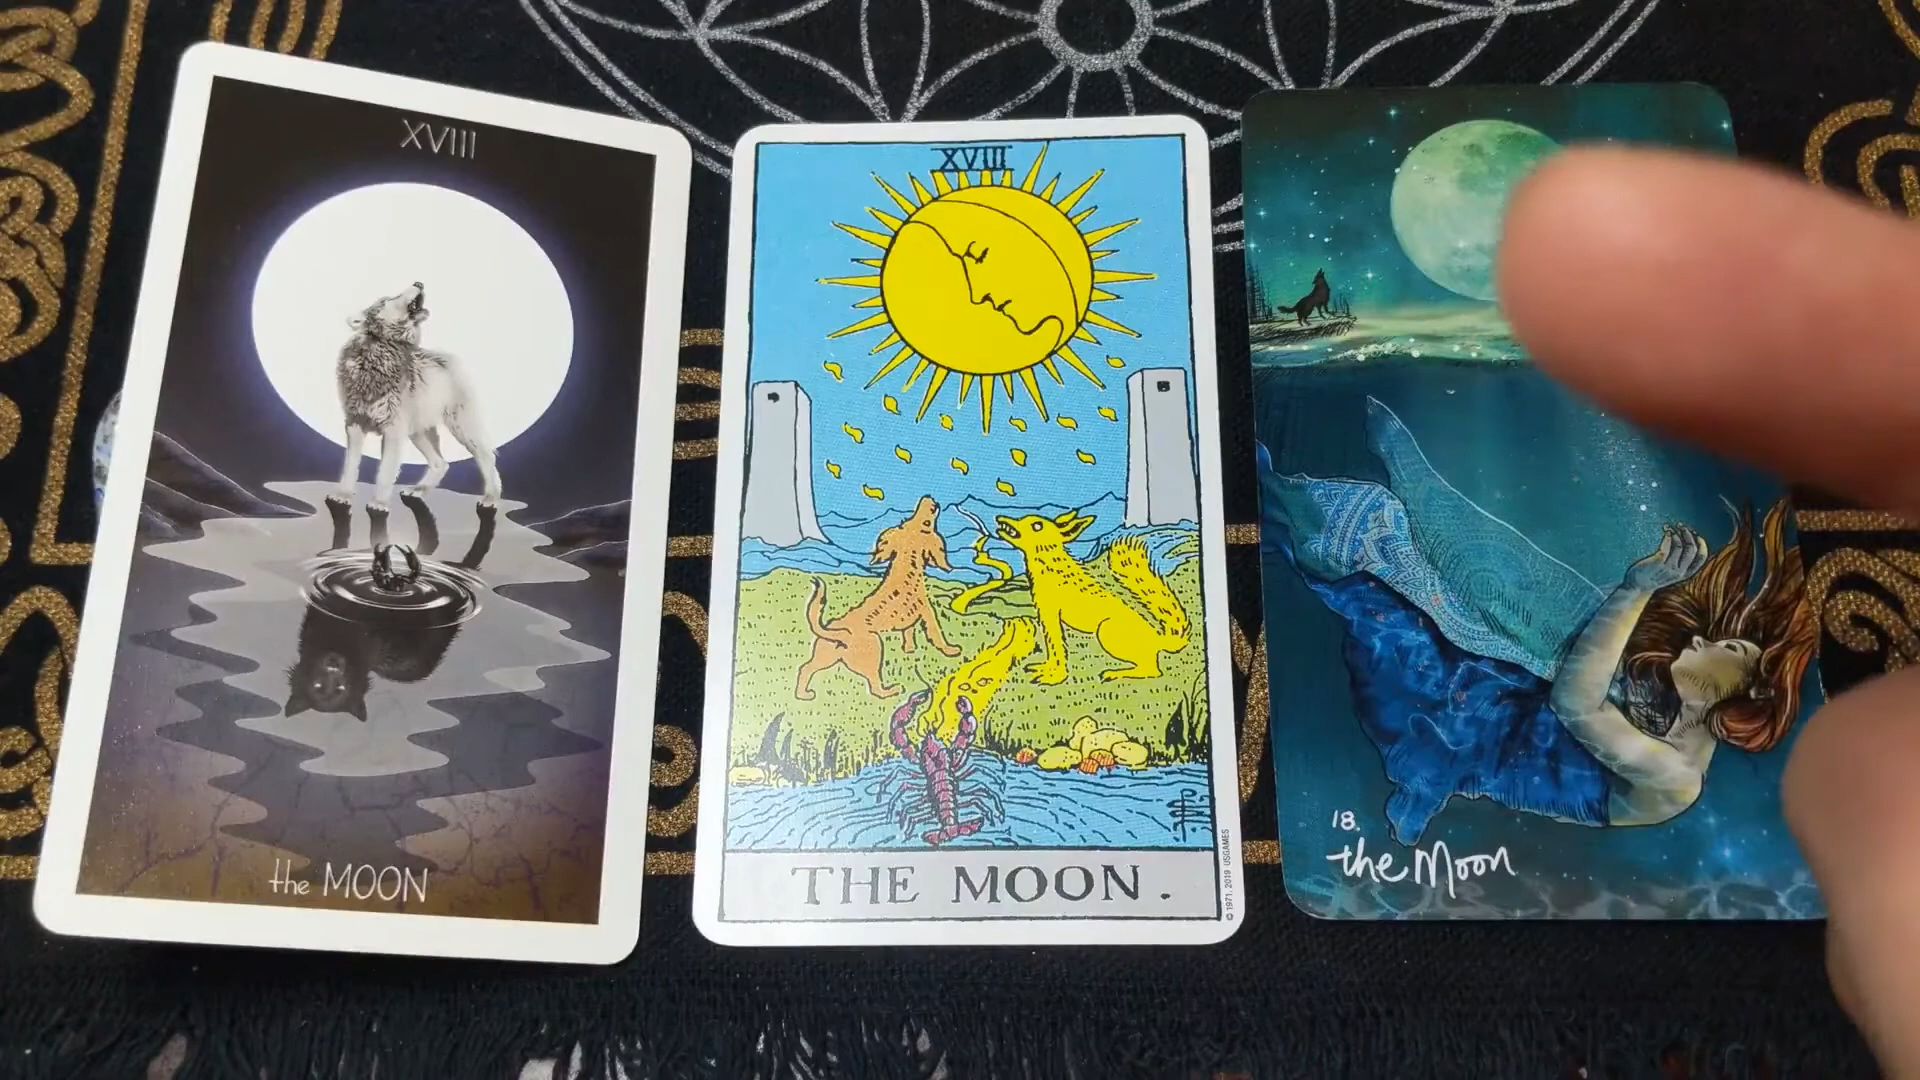 XVIII
the MOON
XVIII
THE MOON.
© 1971, 2019 USGAMES
18.
the Moon